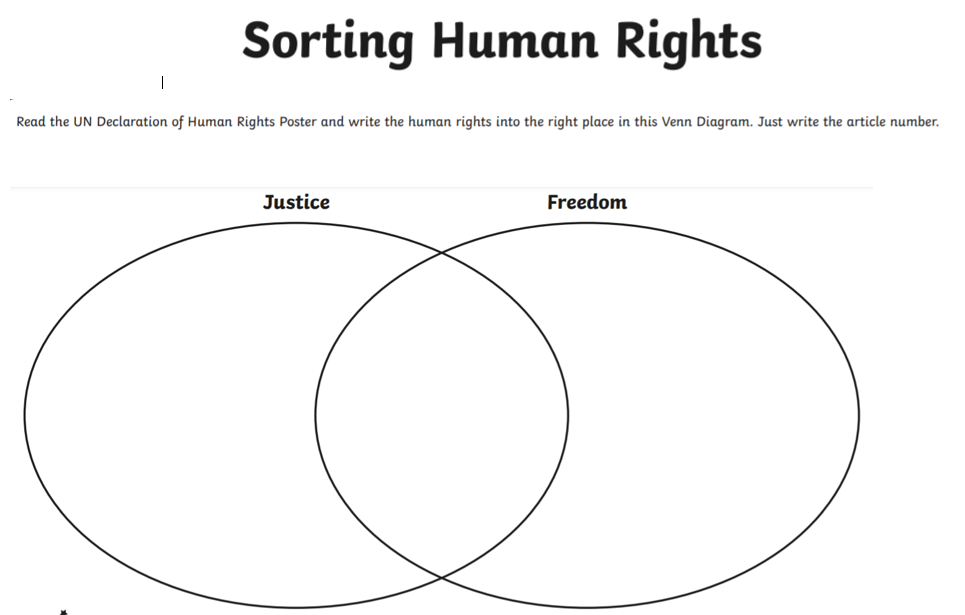 Sorting Human Rights
Read the UN Declaration of Human Rights Poster and write the human rights into the right place in this Venn Diagram. Just write the article number.
Justice Freedom